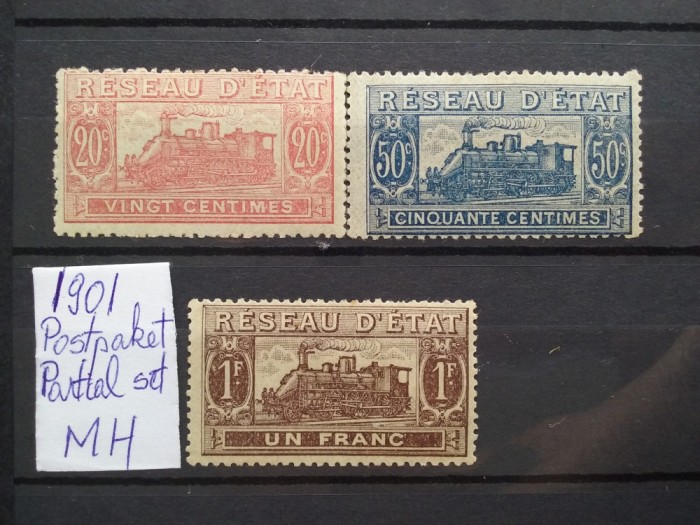 RÉSEAU D'ÉTAT
20c 20c
VINGT CENTIMES
RÉSEAU D'ÉTAT
50c 50c
CINQUANTE CENTIMES
1901
Postpaket
Parttal set
MH
RÉSEAU D'ÉTAT
1F 1F
UN FRANC